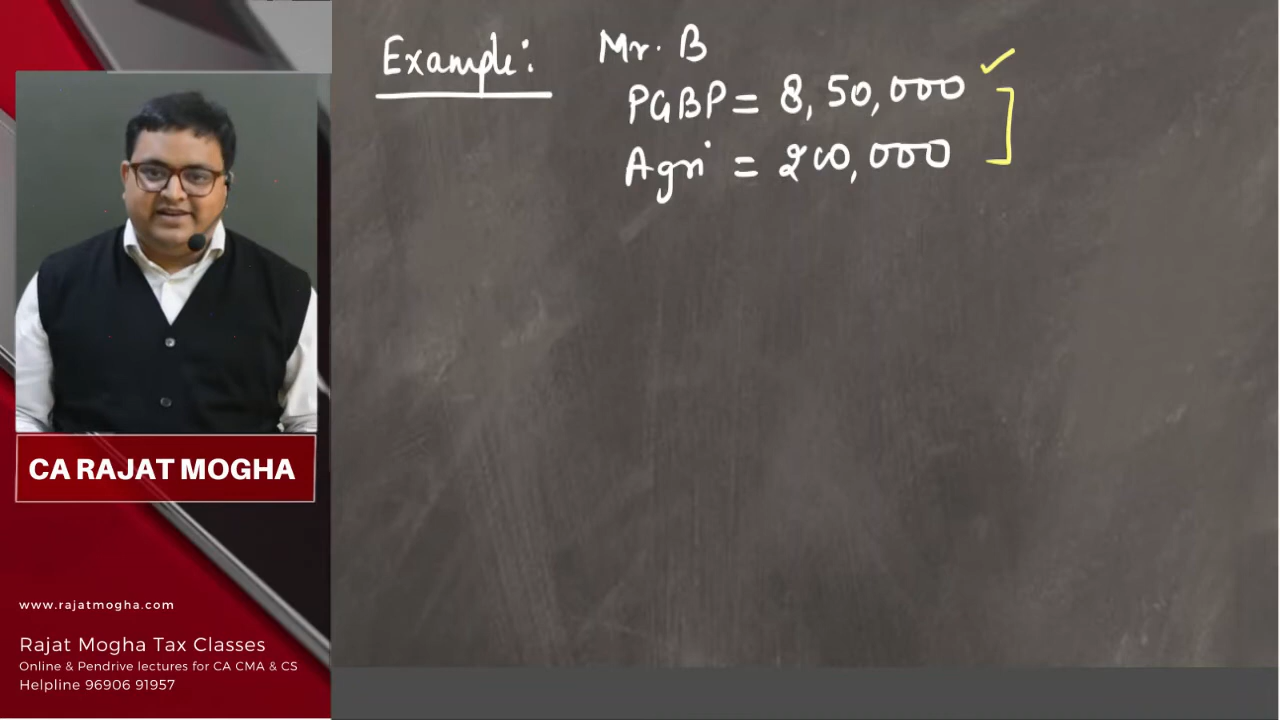 Example:
Mr. B
PGBP = 8,50,000 ✓
Agri = 200,000
CA RAJAT MOGHA
www.rajatmogha.com
Rajat Mogha Tax Classes
Online & Pendrive lectures for CA CMA & CS
Helpline 96906 91957